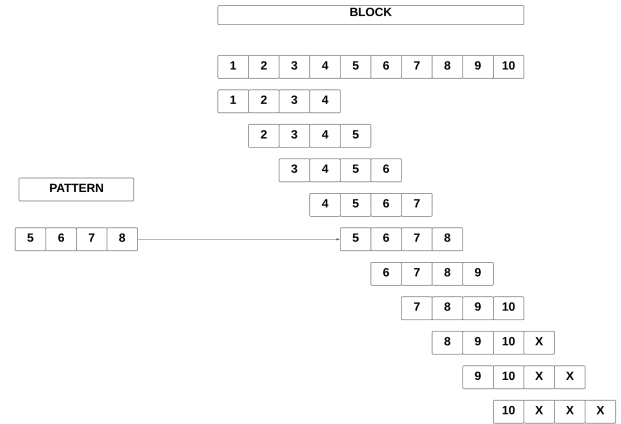 BLOCK
1 2 3 4 5 6 7 8 9 10
1 2 3 4
2 3 4 5
3 4 5 6
PATTERN
4 5 6 7
5 6 7 8 5 6 7 8
6 7 8 9
7 8 9 10
8 9 10 X
9 10 X X
10 X X X